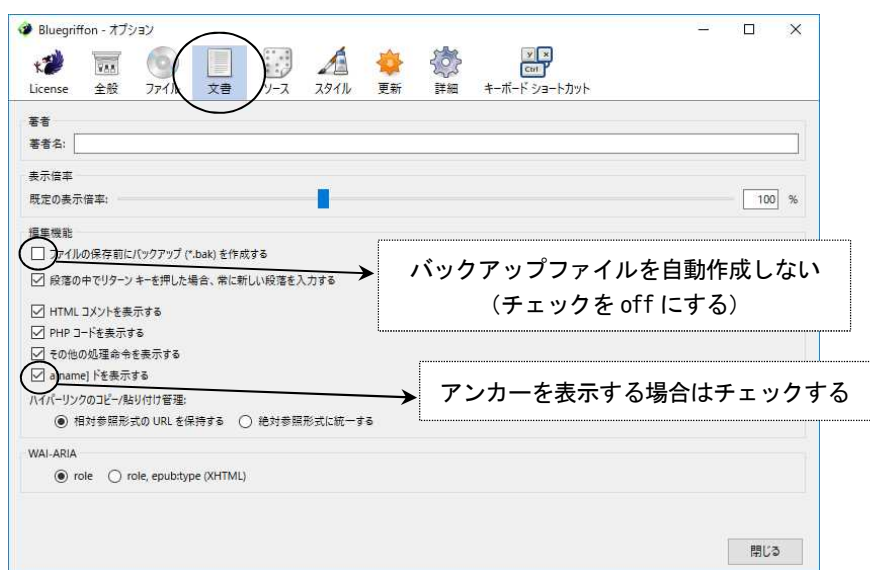 Bluegriffon - オプション
License 全般 ファイル 文書 ソース スタイル 更新 詳細 キーボード ショートカット
著者
著者名:
表示倍率
既定の表示倍率: 100 %
編集機能
ファイルの保存前にバックアップ (*.bak) を作成する
バックアップファイルを自動作成しない
(チェックを off にする)
段落の中でリターン キーを押した場合、常に新しい段落を入力する
HTML コメントを表示する
PHP コードを表示する
その他の処理命令を表示する
a[name] ドを表示する
アンカーを表示する場合はチェックする
ハイパーリンクのコピー/貼り付け管理:
相対参照形式の URL を保持する 絶対参照形式に統一する
WAI-ARIA
role role, epub:type (XHTML)
閉じる